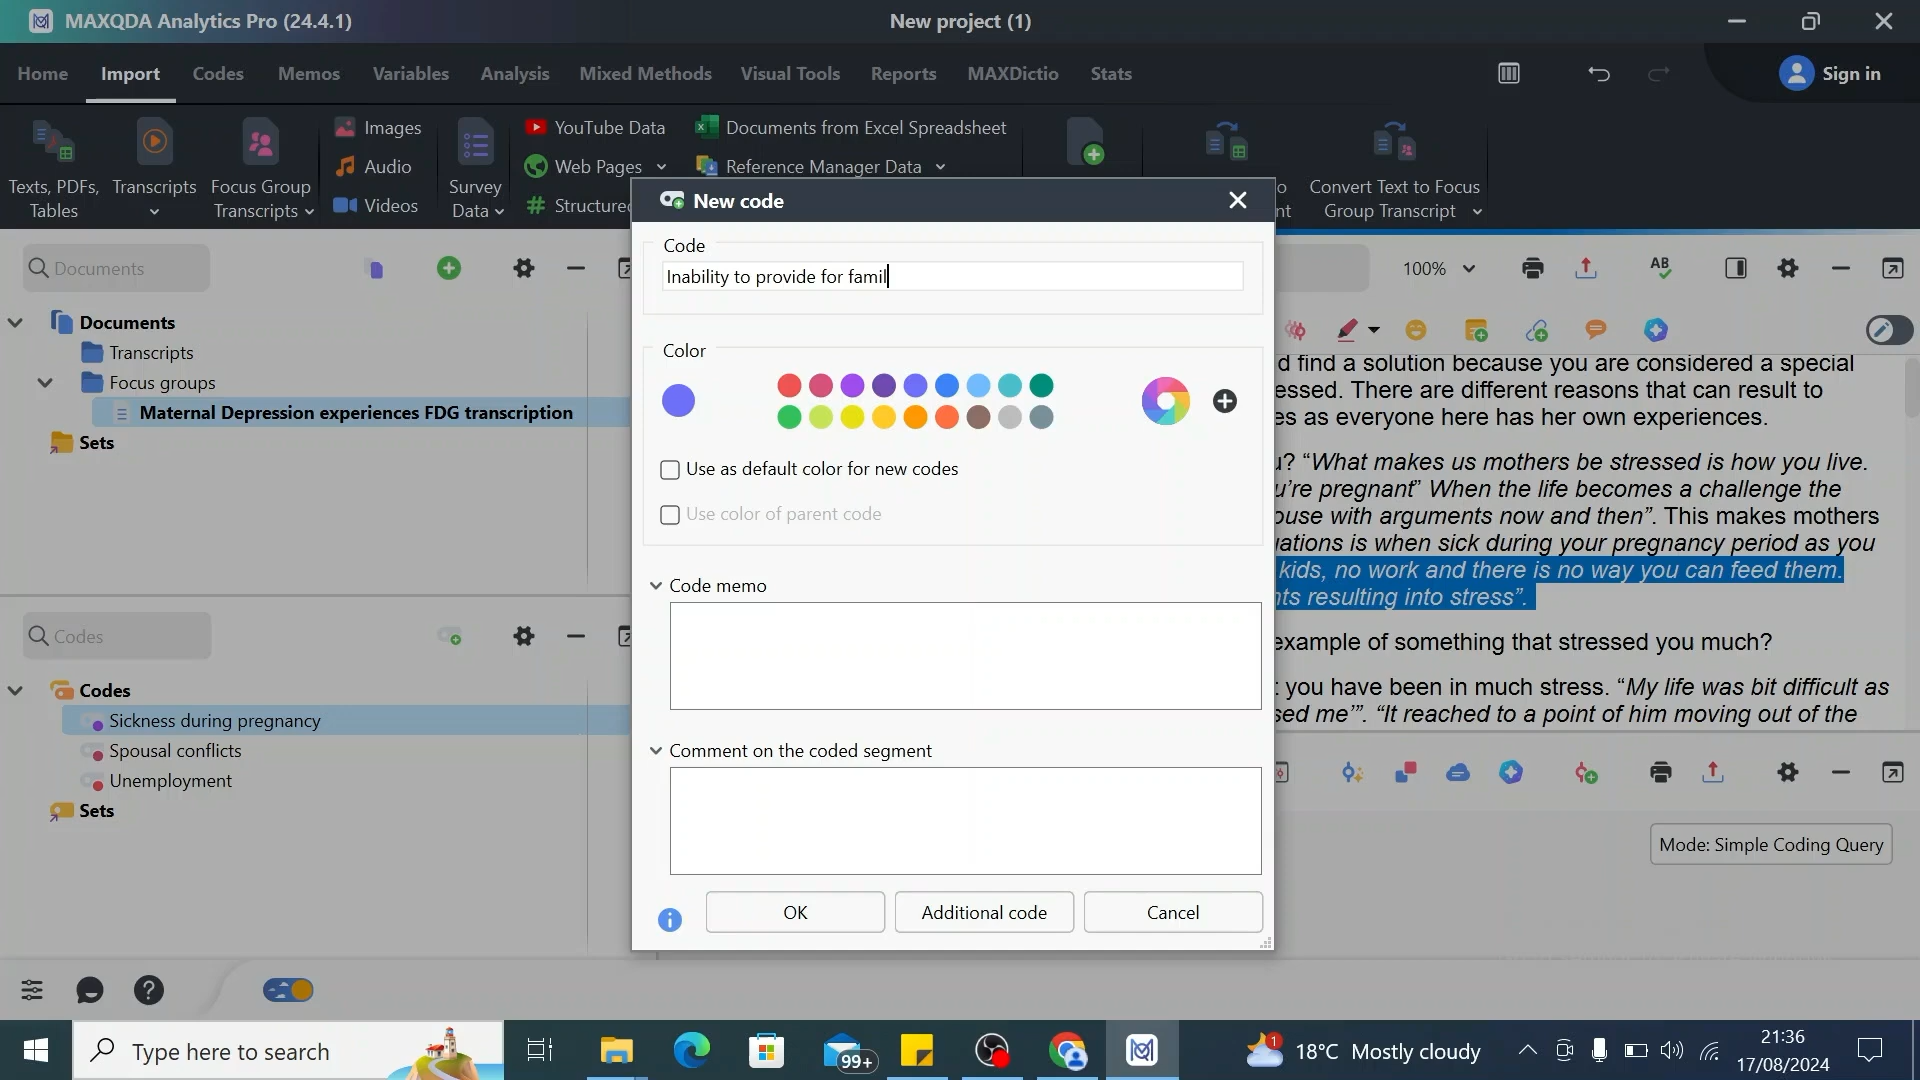 MAXQDA Analytics Pro (24.4.1)
New project (1)
Home Import Codes Memos Variables Analysis Mixed Methods Visual Tools Reports MAXDictio Stats
Sign in
Texts, PDFs,
Tables
Transcripts
Focus Group
Transcripts
Images
Audio
Videos
Survey
Data
YouTube Data
Web Pages
Structured
Documents from Excel Spreadsheet
Reference Manager Data
Convert Text to Focus
Group Transcript
Documents
Documents
Transcripts
Focus groups
Maternal Depression experiences FDG transcription
Sets
Codes
Codes
Sickness during pregnancy
Spousal conflicts
Unemployment
Sets
New code
Code
Inability to provide for famil
Color
Use as default color for new codes
Use color of parent code
Code memo
Comment on the coded segment
OK
Additional code
Cancel
100%
AB
d find a solution because you are considered a special
essed. There are different reasons that can result to
es as everyone here has her own experiences.
u? “What makes us mothers be stressed is how you live.
u’re pregnant” When the life becomes a challenge the
ouse with arguments now and then”. This makes mothers
uations is when sick during your pregnancy period as you
kids, no work and there is no way you can feed them.
nts resulting into stress”.
example of something that stressed you much?
t you have been in much stress. “My life was bit difficult as
sed me’”. “It reached to a point of him moving out of the
Mode: Simple Coding Query
Type here to search
99+
1
18°C Mostly cloudy
21:36
17/08/2024